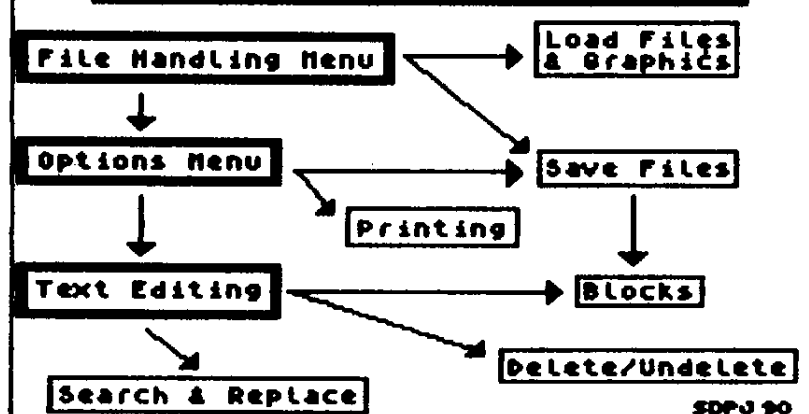 File Handling Menu
Load Files
& Graphics
Options Menu
Save Files
Printing
Text Editing
Blocks
Delete/Undelete
Search & Replace
SDPJ 90